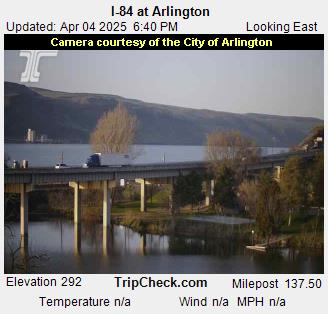 I-84 at Arlington
Updated: Apr 04 2025 6:40 PM Looking East
Camera courtesy of the City of Arlington
Elevation 292 TripCheck.com Milepost 137.50
Temperature n/a Wind n/a MPH n/a